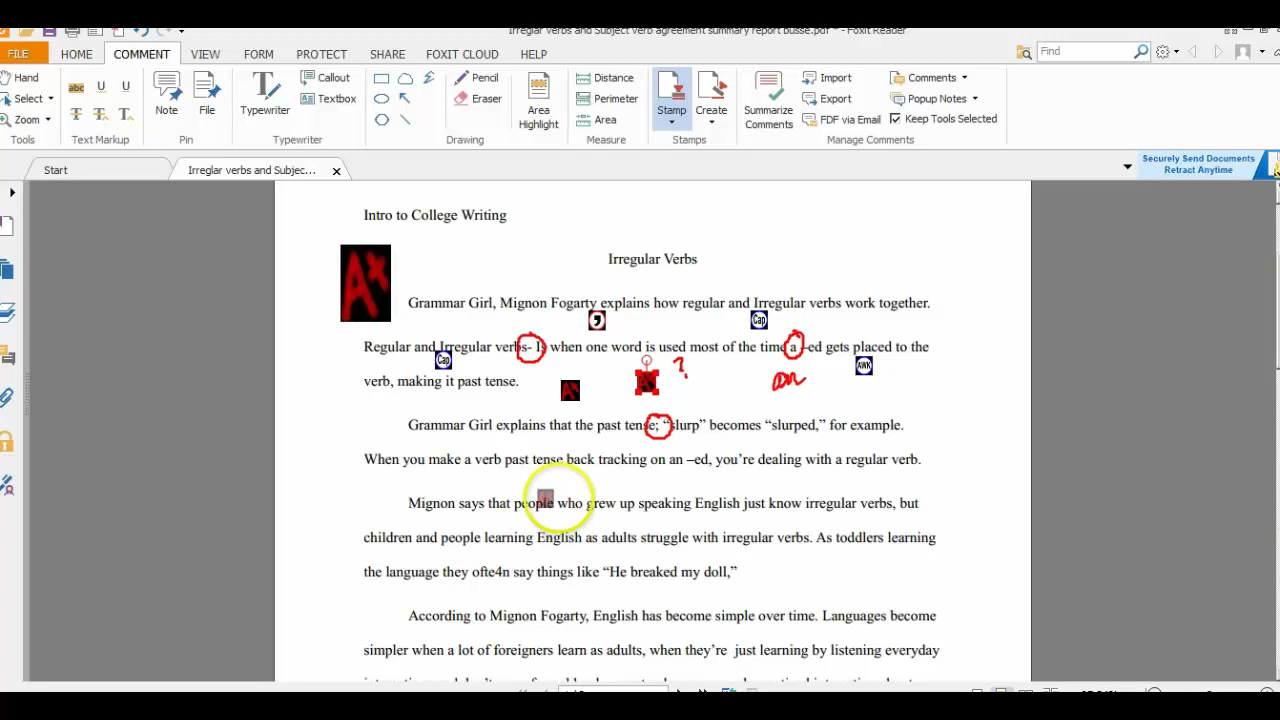 Irreglar verbs and Subject verb agreement summary report busse.pdf * - Foxit Reader
FILE HOME COMMENT VIEW FORM PROTECT SHARE FOXIT CLOUD HELP Find
Hand Select Zoom Tools
abc U U T T T Text Markup
Note File Pin
Typewriter Callout Textbox Typewriter
Pencil Eraser Area Highlight Drawing
Distance Perimeter Area Measure
Stamp Create Stamps
Summarize Comments Import Export FDF via Email Comments Popup Notes Keep Tools Selected Manage Comments
Start Irreglar verbs and Subjec... Securely Send Documents
Retract Anytime
Intro to College Writing
A+
Irregular Verbs
Grammar Girl, Mignon Fogarty explains how regular and Irregular verbs work together.
, Cap
Regular and Irregular verbs- Is when one word is used most of the time a –ed gets placed to the
Cap ? AWK
verb, making it past tense.
A+ A+ an
Grammar Girl explains that the past tense; “slurp” becomes “slurped,” for example.
When you make a verb past tense back tracking on an –ed, you’re dealing with a regular verb.
Mignon says that people who grew up speaking English just know irregular verbs, but
children and people learning English as adults struggle with irregular verbs. As toddlers learning
the language they ofte4n say things like “He breaked my doll,”
According to Mignon Fogarty, English has become simple over time. Languages become
simpler when a lot of foreigners learn as adults, when they’re just learning by listening everyday